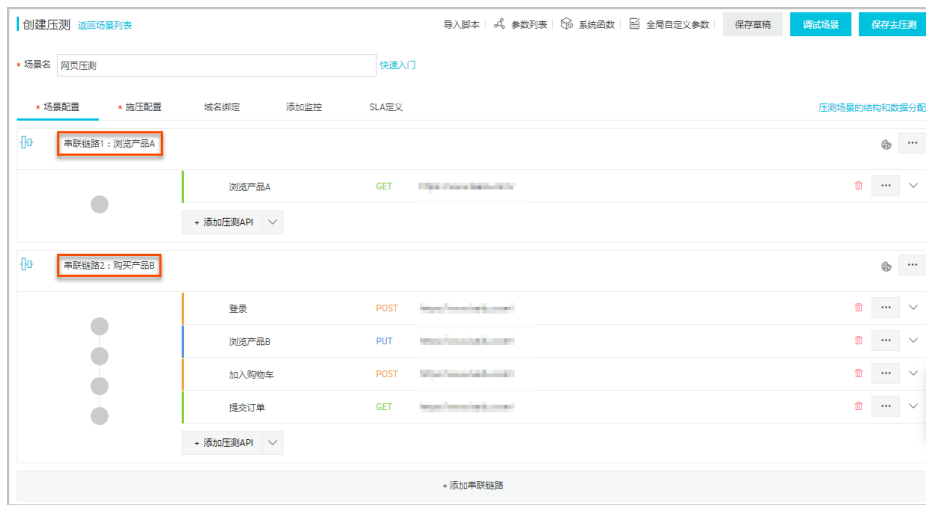 创建压测 返回场景列表 导入脚本 参数列表 系统函数 全局自定义参数 保存草稿 调试场景 保存去压测
* 场景名 网页压测 快速入门
* 场景配置 * 施压配置 域名绑定 添加监控 SLA定义 压测场景的结构和数据分配
串联链路1：浏览产品A ...
浏览产品A GET ...
+ 添加压测API
串联链路2：购买产品B ...
登录 POST ...
浏览产品B PUT ...
加入购物车 POST ...
提交订单 GET ...
+ 添加压测API
+ 添加串联链路